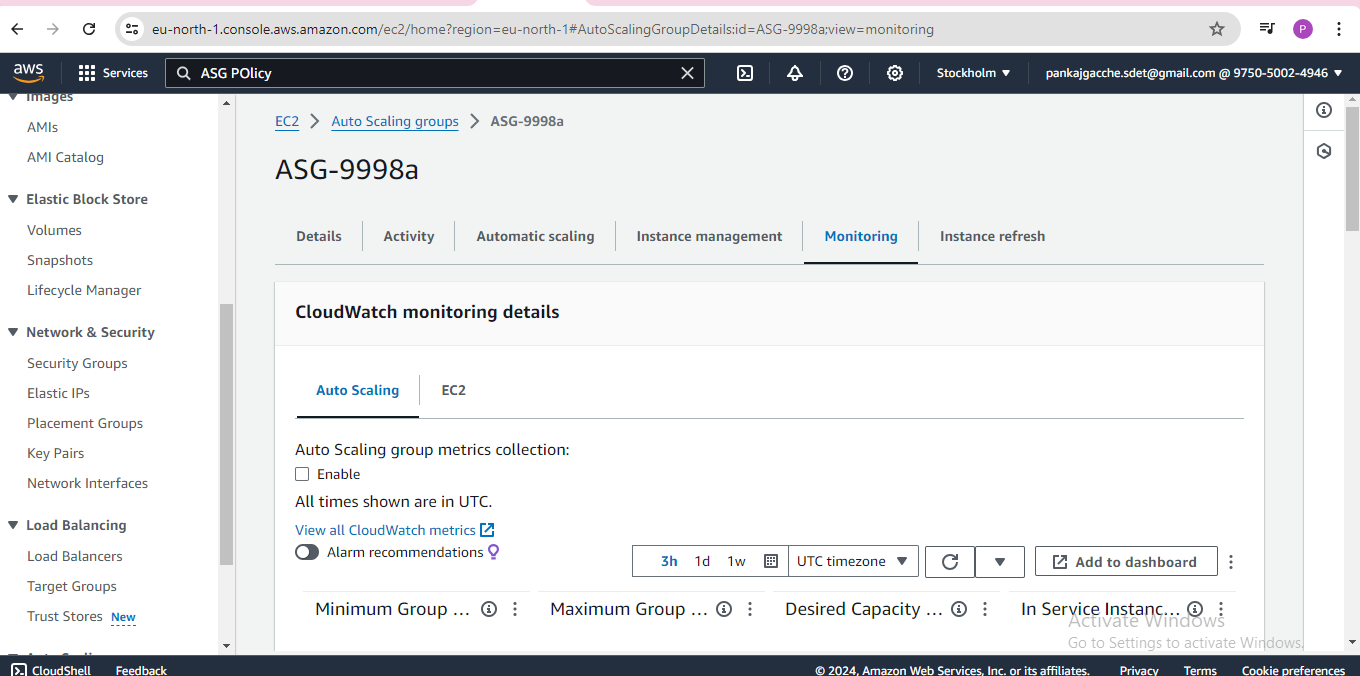 eu-north-1.console.aws.amazon.com/ec2/home?region=eu-north-1#AutoScalingGroupDetails:id=ASG-9998a;view=monitoring
P
aws
Services
ASG POlicy
Stockholm
pankajgacche.sdet@gmail.com @ 9750-5002-4946
Images
AMIs
AMI Catalog
Elastic Block Store
Volumes
Snapshots
Lifecycle Manager
Network & Security
Security Groups
Elastic IPs
Placement Groups
Key Pairs
Network Interfaces
Load Balancing
Load Balancers
Target Groups
Trust Stores New
EC2 > Auto Scaling groups > ASG-9998a
ASG-9998a
Details
Activity
Automatic scaling
Instance management
Monitoring
Instance refresh
CloudWatch monitoring details
Auto Scaling
EC2
Auto Scaling group metrics collection:
Enable
All times shown are in UTC.
View all CloudWatch metrics
Alarm recommendations
3h
1d
1w
UTC timezone
Add to dashboard
Minimum Group ...
Maximum Group ...
Desired Capacity ...
In Service Instanc...
Activate Windows
Go to Settings to activate Windows.
CloudShell
Feedback
© 2024, Amazon Web Services, Inc. or its affiliates.
Privacy
Terms
Cookie preferences